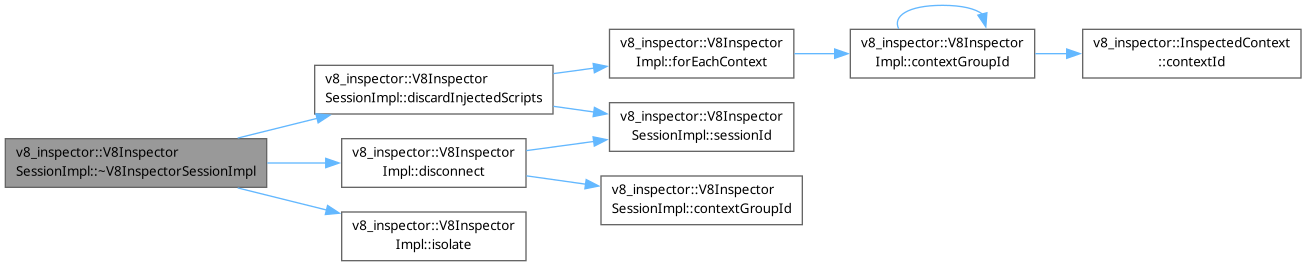 v8_inspector::V8Inspector
SessionImpl::~V8InspectorSessionImpl
v8_inspector::V8Inspector
SessionImpl::discardInjectedScripts
v8_inspector::V8Inspector
Impl::disconnect
v8_inspector::V8Inspector
Impl::isolate
v8_inspector::V8Inspector
Impl::forEachContext
v8_inspector::V8Inspector
SessionImpl::sessionId
v8_inspector::V8Inspector
SessionImpl::contextGroupId
v8_inspector::V8Inspector
Impl::contextGroupId
v8_inspector::InspectedContext
::contextId